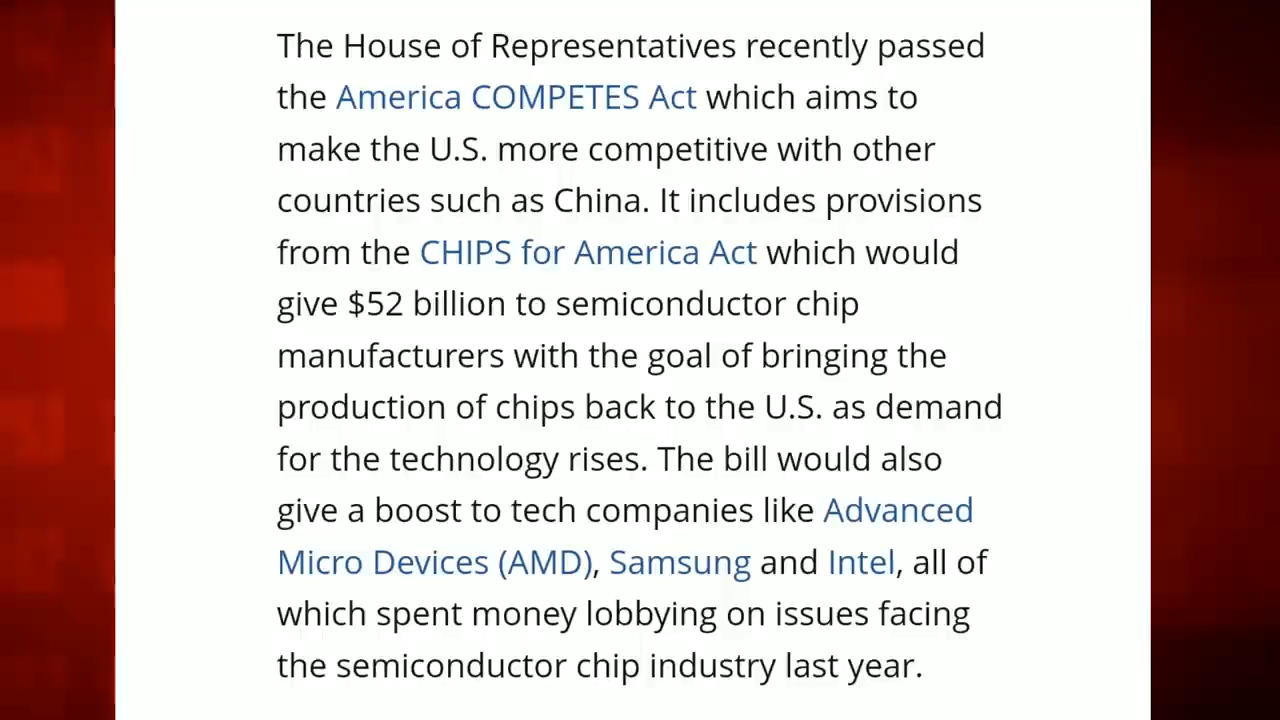 The House of Representatives recently passed
the America COMPETES Act which aims to
make the U.S. more competitive with other
countries such as China. It includes provisions
from the CHIPS for America Act which would
give $52 billion to semiconductor chip
manufacturers with the goal of bringing the
production of chips back to the U.S. as demand
for the technology rises. The bill would also
give a boost to tech companies like Advanced
Micro Devices (AMD), Samsung and Intel, all of
which spent money lobbying on issues facing
the semiconductor chip industry last year.